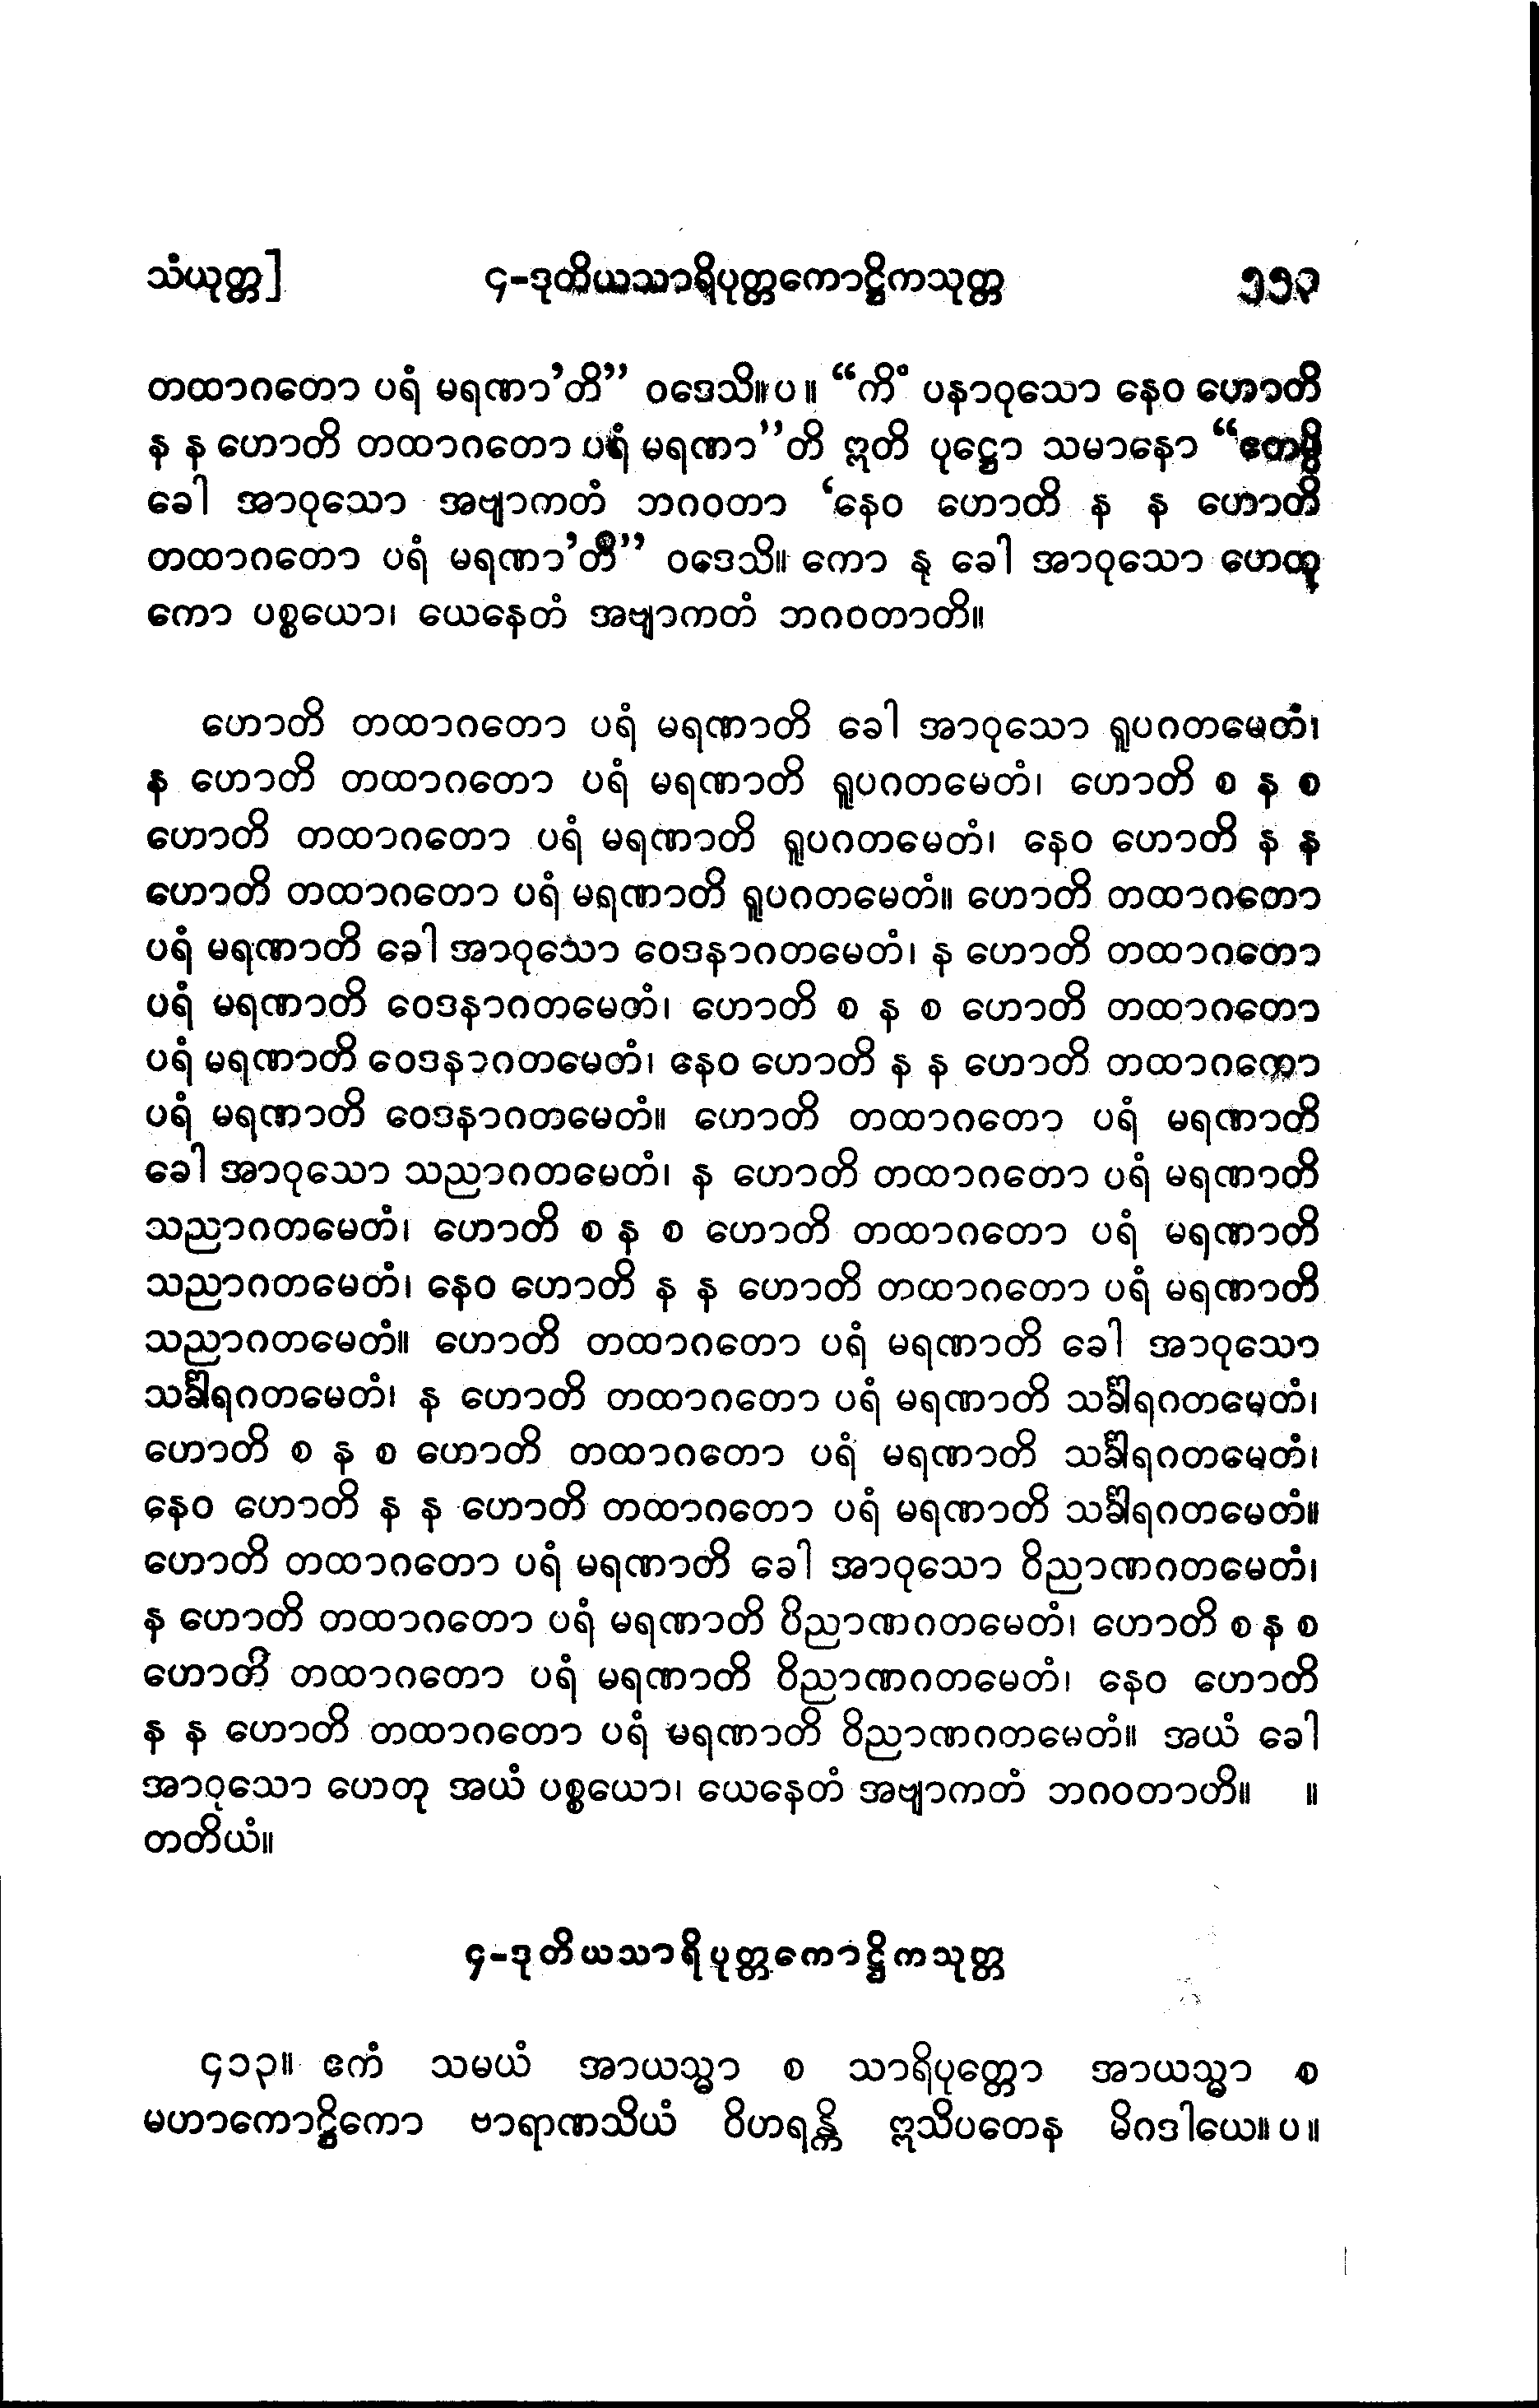 သံယုတ္တ] ၄-ဒုတိယသာရိပုတ္တကောဋ္ဌိကသုတ္တ ၅၅၃
တထာဂတော ပရံ မရဏာ’တိ” ဝဒေသိ။ပ။ “ကိံ ပနာဝုသော နေဝ ဟောတိ
န န ဟောတိ တထာဂတော ပရံ မရဏာ”တိ ဣတိ ပုဋ္ဌော သမာနော “ဧတမ္ပိ
ခေါ အာဝုသော အဗျာကတံ ဘဂဝတာ ‘နေဝ ဟောတိ န န ဟောတိ
တထာဂတော ပရံ မရဏာ’တိ” ဝဒေသိ။ ကော နု ခေါ အာဝုသော ဟေတု
ကော ပစ္စယော၊ ယေနေတံ အဗျာကတံ ဘဂဝတာတိ။
ဟောတိ တထာဂတော ပရံ မရဏာတိ ခေါ အာဝုသော ရူပဂတမေတံ၊
န ဟောတိ တထာဂတော ပရံ မရဏာတိ ရူပဂတမေတံ၊ ဟောတိ စ န စ
ဟောတိ တထာဂတော ပရံ မရဏာတိ ရူပဂတမေတံ၊ နေဝ ဟောတိ န န
ဟောတိ တထာဂတော ပရံ မရဏာတိ ရူပဂတမေတံ။ ဟောတိ တထာဂတော
ပရံ မရဏာတိ ခေါ အာဝုသော ဝေဒနာဂတမေတံ၊ န ဟောတိ တထာဂတော
ပရံ မရဏာတိ ဝေဒနာဂတမေတံ၊ ဟောတိ စ န စ ဟောတိ တထာဂတော
ပရံ မရဏာတိ ဝေဒနာဂတမေတံ၊ နေဝ ဟောတိ န န ဟောတိ တထာဂတော
ပရံ မရဏာတိ ဝေဒနာဂတမေတံ။ ဟောတိ တထာဂတော ပရံ မရဏာတိ
ခေါ အာဝုသော သညာဂတမေတံ၊ န ဟောတိ တထာဂတော ပရံ မရဏာတိ
သညာဂတမေတံ၊ ဟောတိ စ န စ ဟောတိ တထာဂတော ပရံ မရဏာတိ
သညာဂတမေတံ၊ နေဝ ဟောတိ န န ဟောတိ တထာဂတော ပရံ မရဏာတိ
သညာဂတမေတံ။ ဟောတိ တထာဂတော ပရံ မရဏာတိ ခေါ အာဝုသော
သင်္ခါရဂတမေတံ၊ န ဟောတိ တထာဂတော ပရံ မရဏာတိ သင်္ခါရဂတမေတံ၊
ဟောတိ စ န စ ဟောတိ တထာဂတော ပရံ မရဏာတိ သင်္ခါရဂတမေတံ၊
နေဝ ဟောတိ န န ဟောတိ တထာဂတော ပရံ မရဏာတိ သင်္ခါရဂတမေတံ။
ဟောတိ တထာဂတော ပရံ မရဏာတိ ခေါ အာဝုသော ဝိညာဏဂတမေတံ၊
န ဟောတိ တထာဂတော ပရံ မရဏာတိ ဝိညာဏဂတမေတံ၊ ဟောတိ စ န စ
ဟောတိ တထာဂတော ပရံ မရဏာတိ ဝိညာဏဂတမေတံ၊ နေဝ ဟောတိ
န န ဟောတိ တထာဂတော ပရံ မရဏာတိ ဝိညာဏဂတမေတံ။ အယံ ခေါ
အာဝုသော ဟေတု အယံ ပစ္စယော၊ ယေနေတံ အဗျာကတံ ဘဂဝတာတိ။ ။
တတိယံ။
၄-ဒုတိယသာရိပုတ္တကောဋ္ဌိကသုတ္တ
၄၁၃။ ဧကံ သမယံ အာယသ္မာ စ သာရိပုတ္တော အာယသ္မာ စ
မဟာကောဋ္ဌိကော ဗာရာဏသိယံ ဝိဟရန္တိ ဣသိပတေန မိဂဒါယေ။ပ။